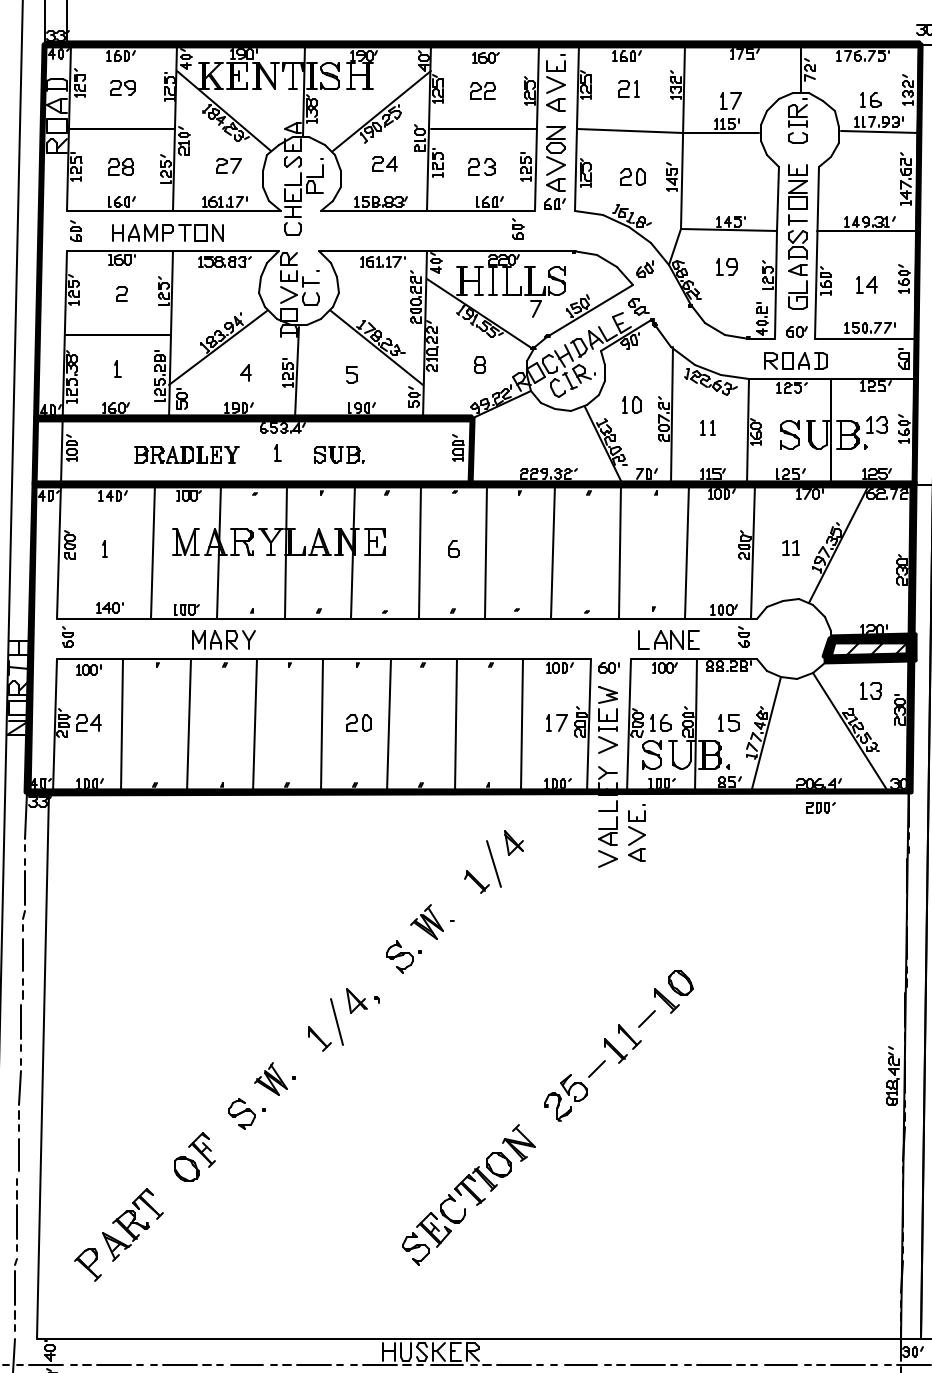 33' 30
40' 160' 40' 190' 190' 40' 160' 160' 175' 176.75'
KENTISH
ROAD 125' 29 125' 138' 125' 22 125' AVON AVE. 125' 21 132' 72' 17 16 132'
184.23' 190.25'
210' 210' 115' GLADSTONE CIR. 117.93'
125' 28 125' 27 CHELSEA PL. 24 125' 23 125' 125' 20 145' 147.62'
160' 161.17' 158.83' 160' 60' 161.8' 145' 149.31'
60' HAMPTON DOVER CT. 60'
160' 158.83' 161.17' 40' 220' 60' 68.62' 19 125' 160' 14 160'
125' 2 125' 200.22' HILLS 7 150' 60'
183.94' 178.23' 210.22' 191.55' 40.2' 60' 150.77'
125.38' 1 125.28' 4 125' 5 8 ROCHDALE CIR. 90' ROAD 60'
50' 50' 99.22' 122.63' 125' 125'
40' 160' 190' 190' 10 207.2' 11 160' SUB. 13 160'
653.4' 132.02'
100' BRADLEY 1 SUB. 100'
229.32' 70' 115' 125' 125'
40' 140' 100' " ' " ' " ' " 100' 170' 62.72'
200' 1 MARYLANE 6 200' 11 197.35' 230'
140' 100' ' " ' " ' " ' 100'
60' MARY LANE 60' 120'
100' ' " ' " ' " 100' 60' 100' 88.28'
200' 24 20 17 200' VALLEY VIEW AVE. 200' 16 200' 15 177.48' 212.53' 13 230'
SUB.
40' 100' " ' " ' " ' 100' 100' 85' 206.4' 30'
33' 200'
NORTH
PART OF S.W. 1/4, S.W. 1/4
SECTION 25-11-10
818.42"
40' HUSKER 30'